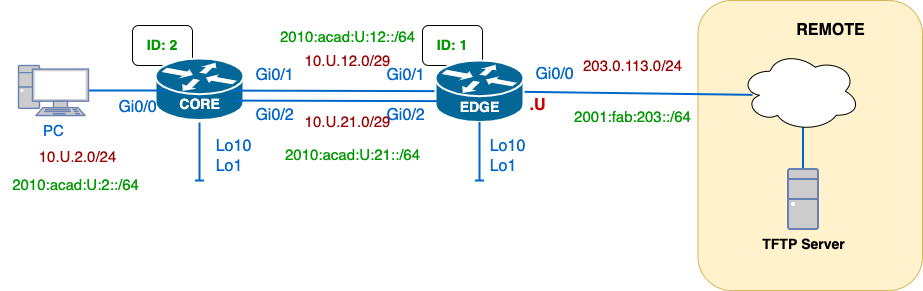 REMOTE
ID: 2
ID: 1
2010:acad:U:12::/64
10.U.12.0/29
Gi0/1
Gi0/1
Gi0/0
203.0.113.0/24
CORE
EDGE
.U
Gi0/0
Gi0/2
10.U.21.0/29
Gi0/2
2001:fab:203::/64
PC
10.U.2.0/24
2010:acad:U:21::/64
Lo10
Lo1
Lo10
Lo1
2010:acad:U:2::/64
TFTP Server